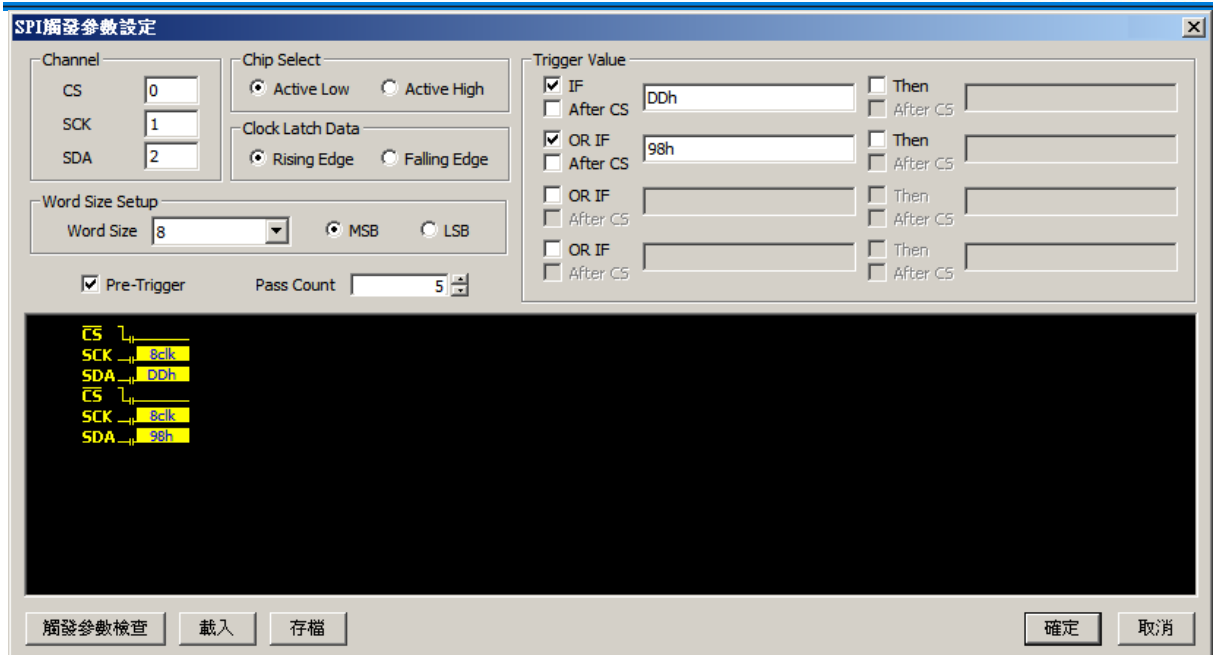 SPI觸發參數設定
Channel
CS 0
SCK 1
SDA 2
Chip Select
Active Low Active High
Clock Latch Data
Rising Edge Falling Edge
Word Size Setup
Word Size 8 MSB LSB
Pre-Trigger Pass Count 5
Trigger Value
IF DDh Then
After CS After CS
OR IF 98h Then
After CS After CS
OR IF Then
After CS After CS
OR IF Then
After CS After CS
CS
SCK 8clk
SDA DDh
CS
SCK 8clk
SDA 98h
觸發參數檢查 載入 存檔 確定 取消